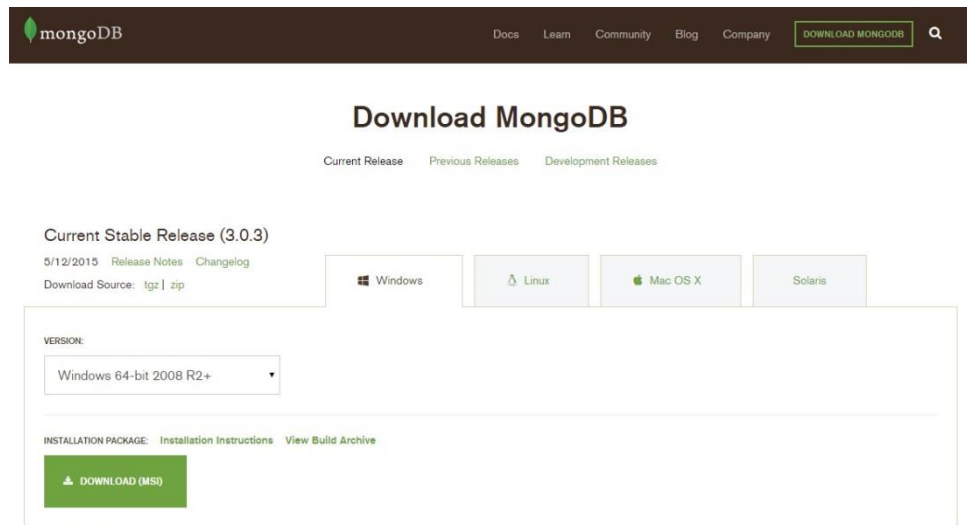 mongoDB
Docs Learn Community Blog Company DOWNLOAD MONGODB
Download MongoDB
Current Release Previous Releases Development Releases
Current Stable Release (3.0.3)
5/12/2015 Release Notes Changelog
Download Source: tgz | zip
Windows Linux Mac OS X Solaris
VERSION:
Windows 64-bit 2008 R2+
INSTALLATION PACKAGE: Installation Instructions View Build Archive
DOWNLOAD (MSI)